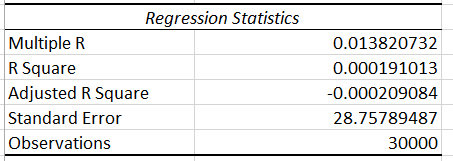 Regression Statistics
Multiple R 0.013820732
R Square 0.000191013
Adjusted R Square -0.000209084
Standard Error 28.75789487
Observations 30000